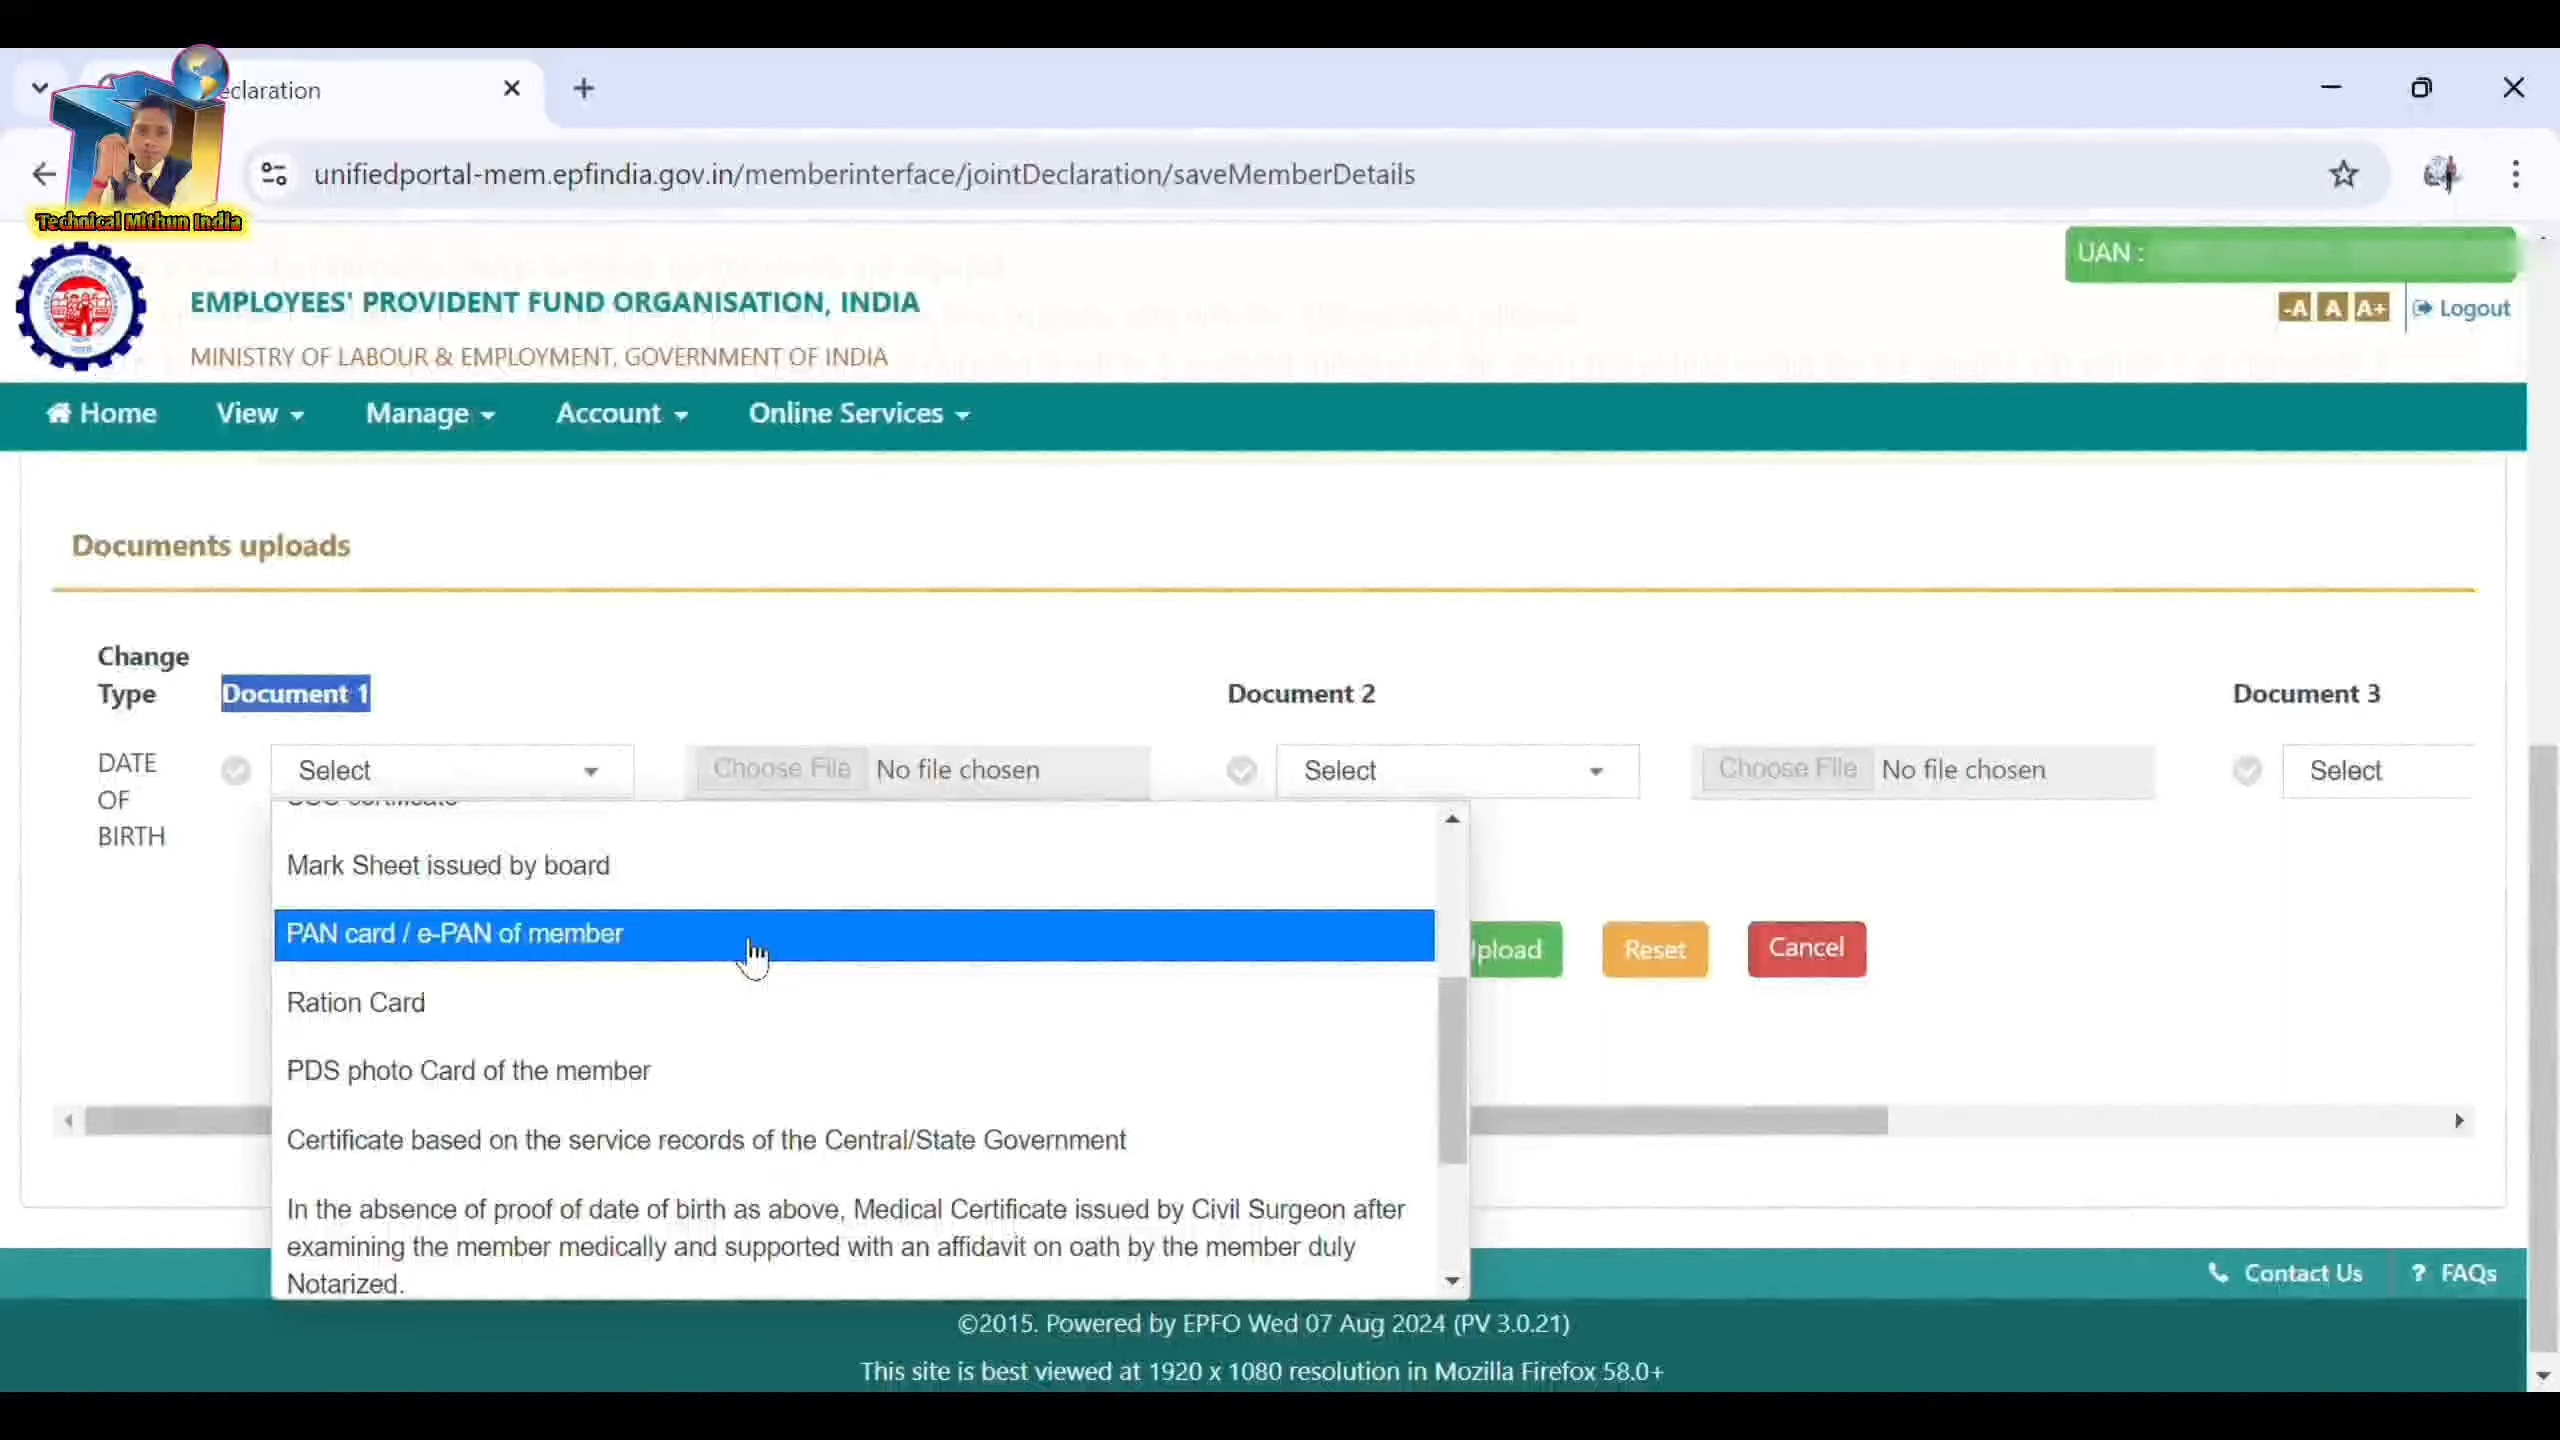 eclaration
unifiedportal-mem.epfindia.gov.in/memberinterface/jointDeclaration/saveMemberDetails
Technical Mithun India
UAN :
EMPLOYEES' PROVIDENT FUND ORGANISATION, INDIA
-A A A+ Logout
MINISTRY OF LABOUR & EMPLOYMENT, GOVERNMENT OF INDIA
Home View Manage Account Online Services
Documents uploads
Change
Type Document 1 Document 2 Document 3
DATE
OF
BIRTH
Select Choose File No file chosen Select Choose File No file chosen Select
Mark Sheet issued by board
PAN card / e-PAN of member
pload Reset Cancel
Ration Card
PDS photo Card of the member
Certificate based on the service records of the Central/State Government
In the absence of proof of date of birth as above, Medical Certificate issued by Civil Surgeon after
examining the member medically and supported with an affidavit on oath by the member duly
Notarized.
Contact Us ? FAQs
©2015. Powered by EPFO Wed 07 Aug 2024 (PV 3.0.21)
This site is best viewed at 1920 x 1080 resolution in Mozilla Firefox 58.0+